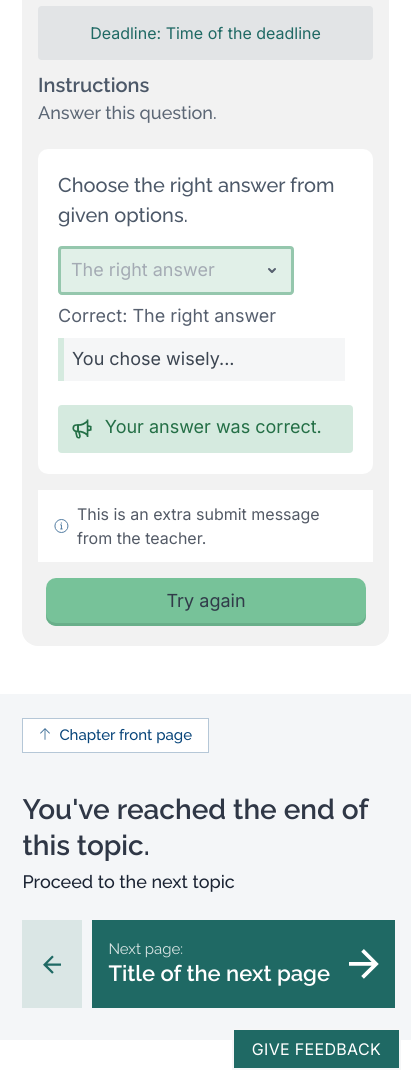 Deadline: Time of the deadline
Instructions
Answer this question.
Choose the right answer from
given options.
The right answer
Correct: The right answer
You chose wisely...
Your answer was correct.
This is an extra submit message
from the teacher.
Try again
Chapter front page
You've reached the end of
this topic.
Proceed to the next topic
Next page:
Title of the next page
GIVE FEEDBACK